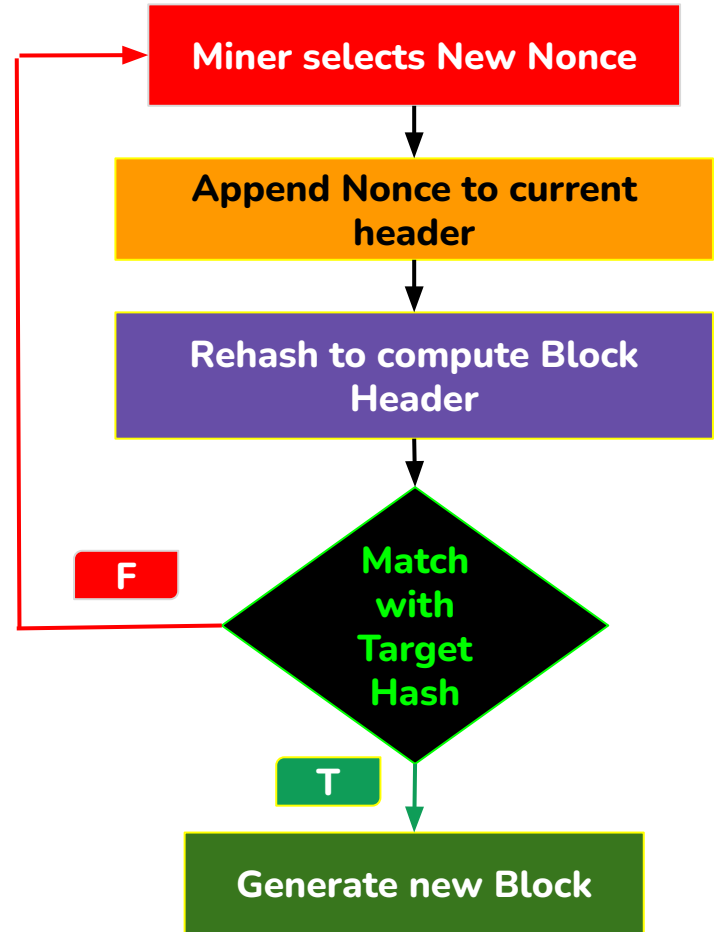 Miner selects New Nonce
Append Nonce to current
header
Rehash to compute Block
Header
Match
with
Target
Hash
F
T
Generate new Block